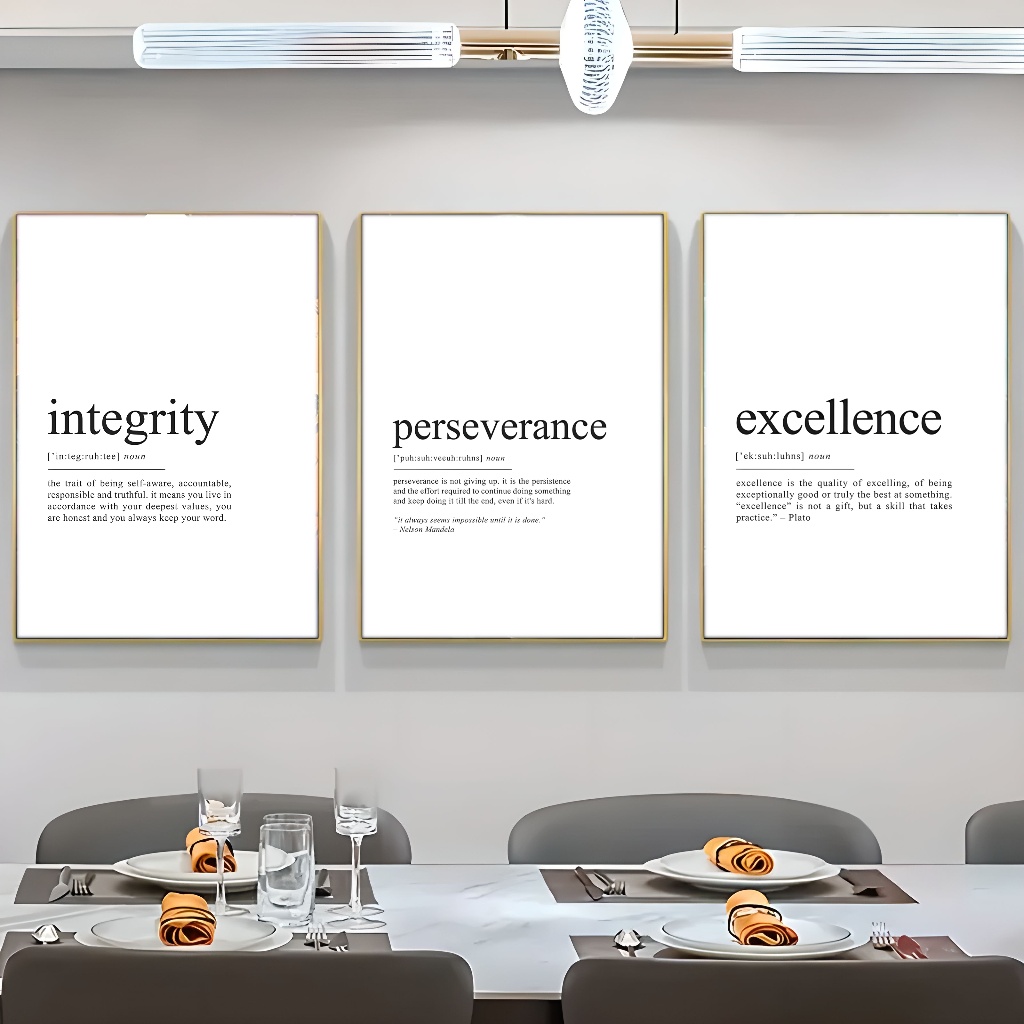 integrity
[ˈin:teg:ruh:tee] noun
the trait of being self-aware, accountable,
responsible and truthful. it means you live in
accordance with your deepest values, you
are honest and you always keep your word.
perseverance
[ˈpuh:suh:veeuh:ruhns] noun
perseverance is not giving up. it is the persistence
and the effort required to continue doing something
and keep doing it till the end, even if it's hard.
"it always seems impossible until it is done."
– Nelson Mandela
excellence
[ˈek:suh:luhns] noun
excellence is the quality of excelling, of being
exceptionally good or truly the best at something.
“excellence” is not a gift, but a skill that takes
practice.” – Plato